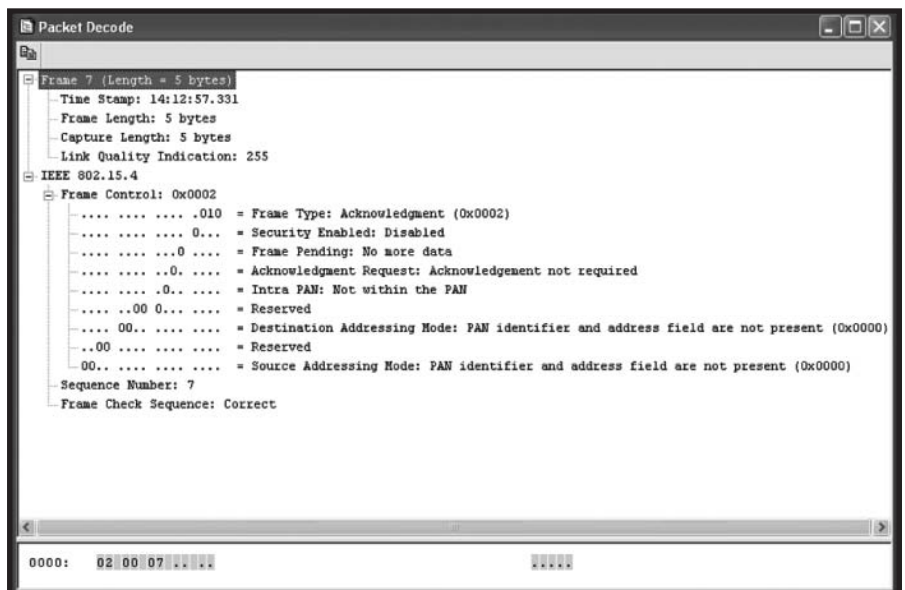 Packet Decode
Frame 7 (Length = 5 bytes)
Time Stamp: 14:12:57.331
Frame Length: 5 bytes
Capture Length: 5 bytes
Link Quality Indication: 255
IEEE 802.15.4
Frame Control: 0x0002
.... .... .... .010 = Frame Type: Acknowledgment (0x0002)
.... .... .... 0... = Security Enabled: Disabled
.... .... ...0 .... = Frame Pending: No more data
.... .... ..0. .... = Acknowledgment Request: Acknowledgement not required
.... .... .0.. .... = Intra PAN: Not within the PAN
.... ..00 0... .... = Reserved
.... 00.. .... .... = Destination Addressing Mode: PAN identifier and address field are not present (0x0000)
..00 .... .... .... = Reserved
00.. .... .... .... = Source Addressing Mode: PAN identifier and address field are not present (0x0000)
Sequence Number: 7
Frame Check Sequence: Correct
0000: 02 00 07 .. .. .....